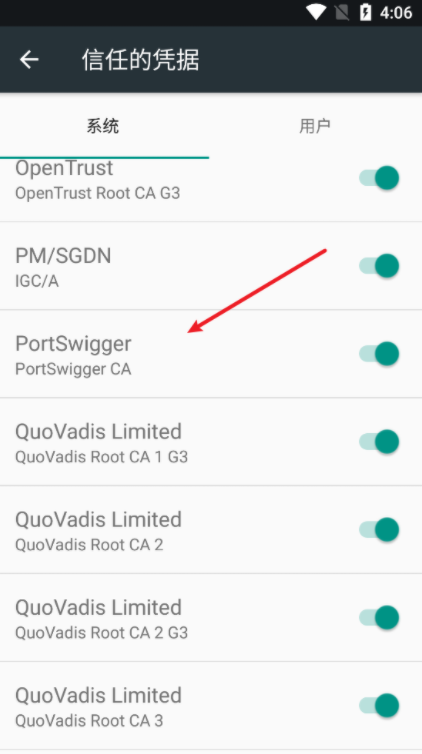 4:06
信任的凭据
系统
用户
OpenTrust
OpenTrust Root CA G3
PM/SGDN
IGC/A
PortSwigger
PortSwigger CA
QuoVadis Limited
QuoVadis Root CA 1 G3
QuoVadis Limited
QuoVadis Root CA 2
QuoVadis Limited
QuoVadis Root CA 2 G3
QuoVadis Limited
QuoVadis Root CA 3